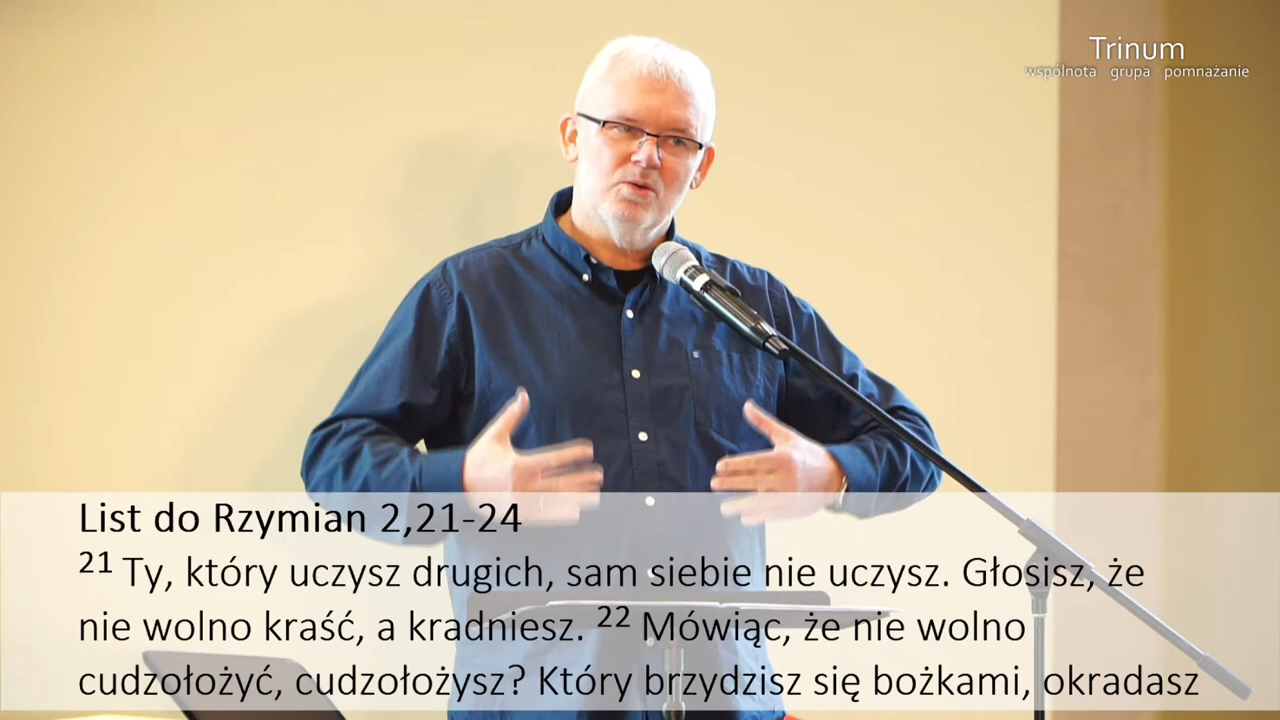 Trinum
wspólnota grupa pomnażanie
List do Rzymian 2,21-24
21 Ty, który uczysz drugich, sam siebie nie uczysz. Głosisz, że
nie wolno kraść, a kradniesz. 22 Mówiąc, że nie wolno
cudzołożyć, cudzołożysz? Który brzydzisz się bożkami, okradasz